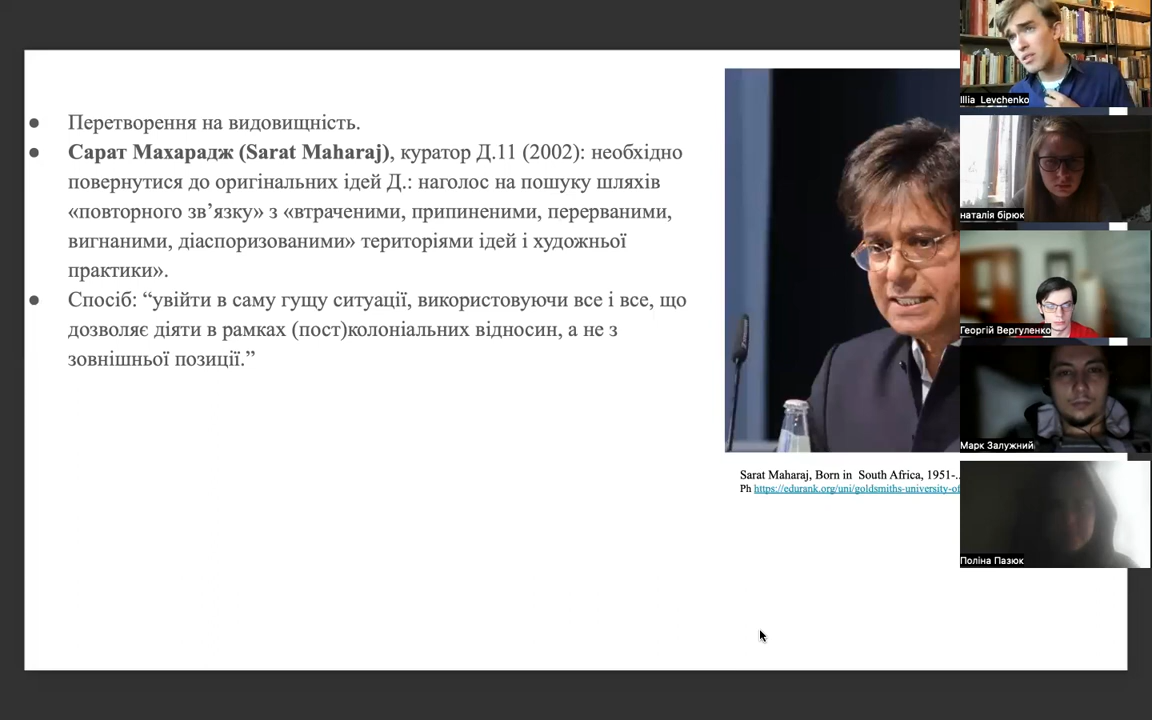 Перетворення на видовищність.
Сарат Махарадж (Sarat Maharaj), куратор Д.11 (2002): необхідно
повернутися до оригінальних ідей Д.: наголос на пошуку шляхів
«повторного зв’язку» з «втраченими, припиненими, перерваними,
вигнаними, діаспоризованими» територіями ідей і художньої
практики».
Спосіб: “увійти в саму гущу ситуації, використовуючи все і все, що
дозволяє діяти в рамках (пост)колоніальних відносин, а не з
зовнішньої позиції.”
Sarat Maharaj, Born in South Africa, 1951-..
Ph https://edurank.org/uni/goldsmiths-university-of
Illia Levchenko
наталія бірюк
Георгій Вергуленко
Марк Залужний
Поліна Пазюк